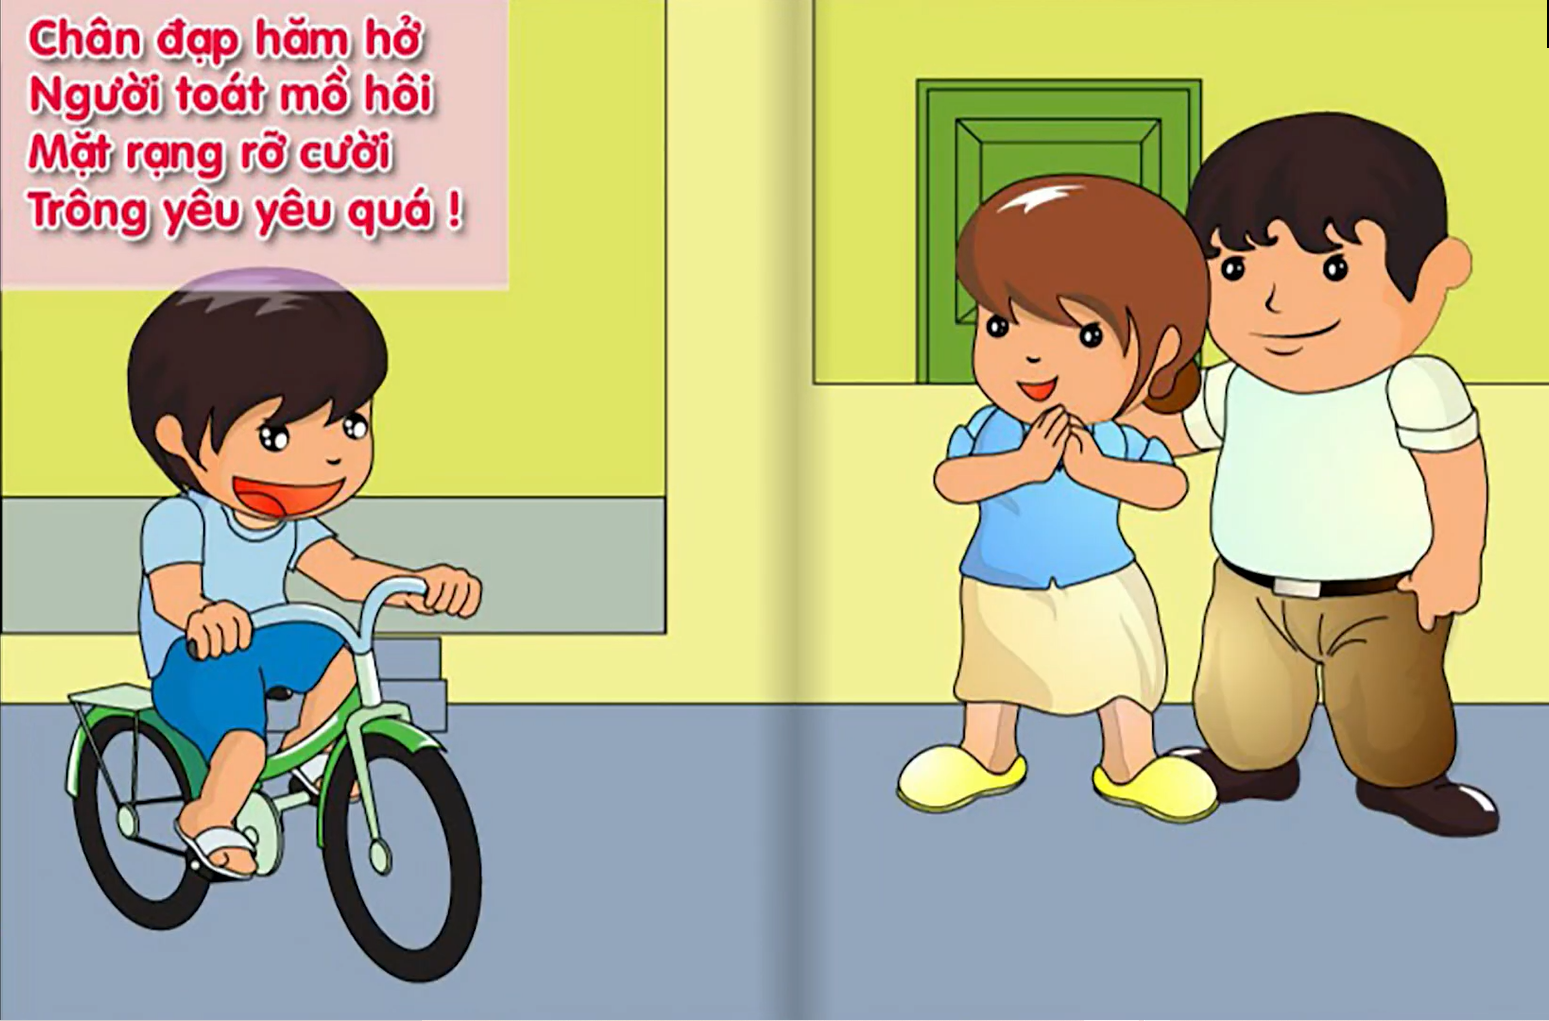 Chân đạp hăm hở
Người toát mồ hôi
Mặt rạng rỡ cười
Trông yêu yêu quá !